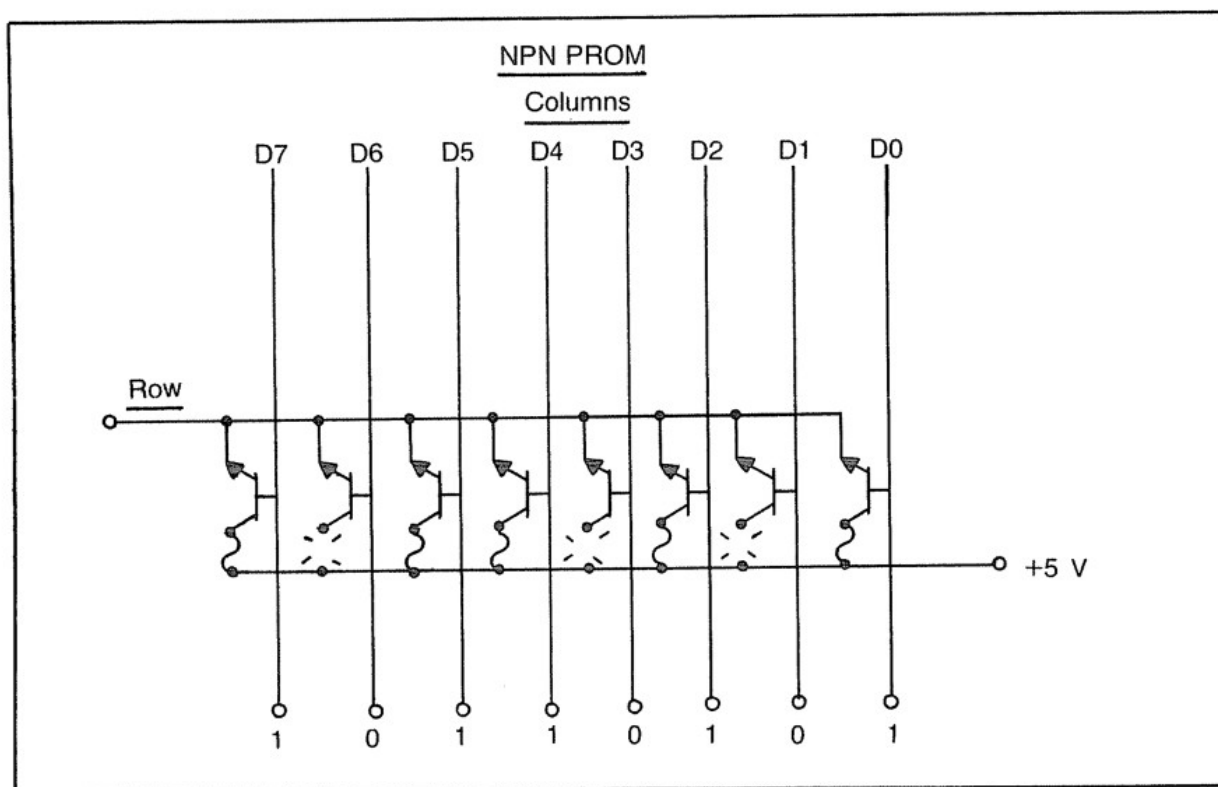 NPN PROM
Columns
D7 D6 D5 D4 D3 D2 D1 D0
Row
+5 V
1 0 1 1 0 1 0 1